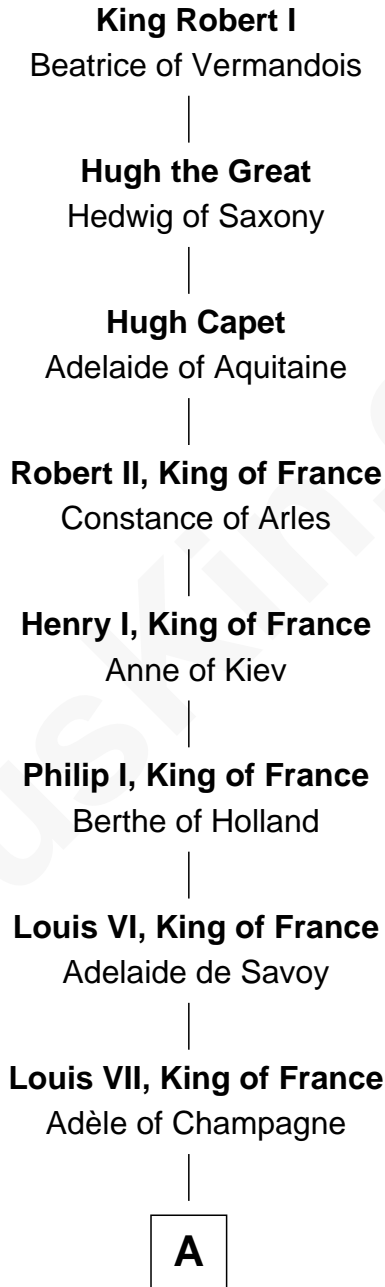 King Robert I
Beatrice of Vermandois
Hugh the Great
Hedwig of Saxony
Hugh Capet
Adelaide of Aquitaine
Robert II, King of France
Constance of Arles
Henry I, King of France
Anne of Kiev
Philip I, King of France
Berthe of Holland
Louis VI, King of France
Adelaide de Savoy
Louis VII, King of France
Adèle of Champagne
A